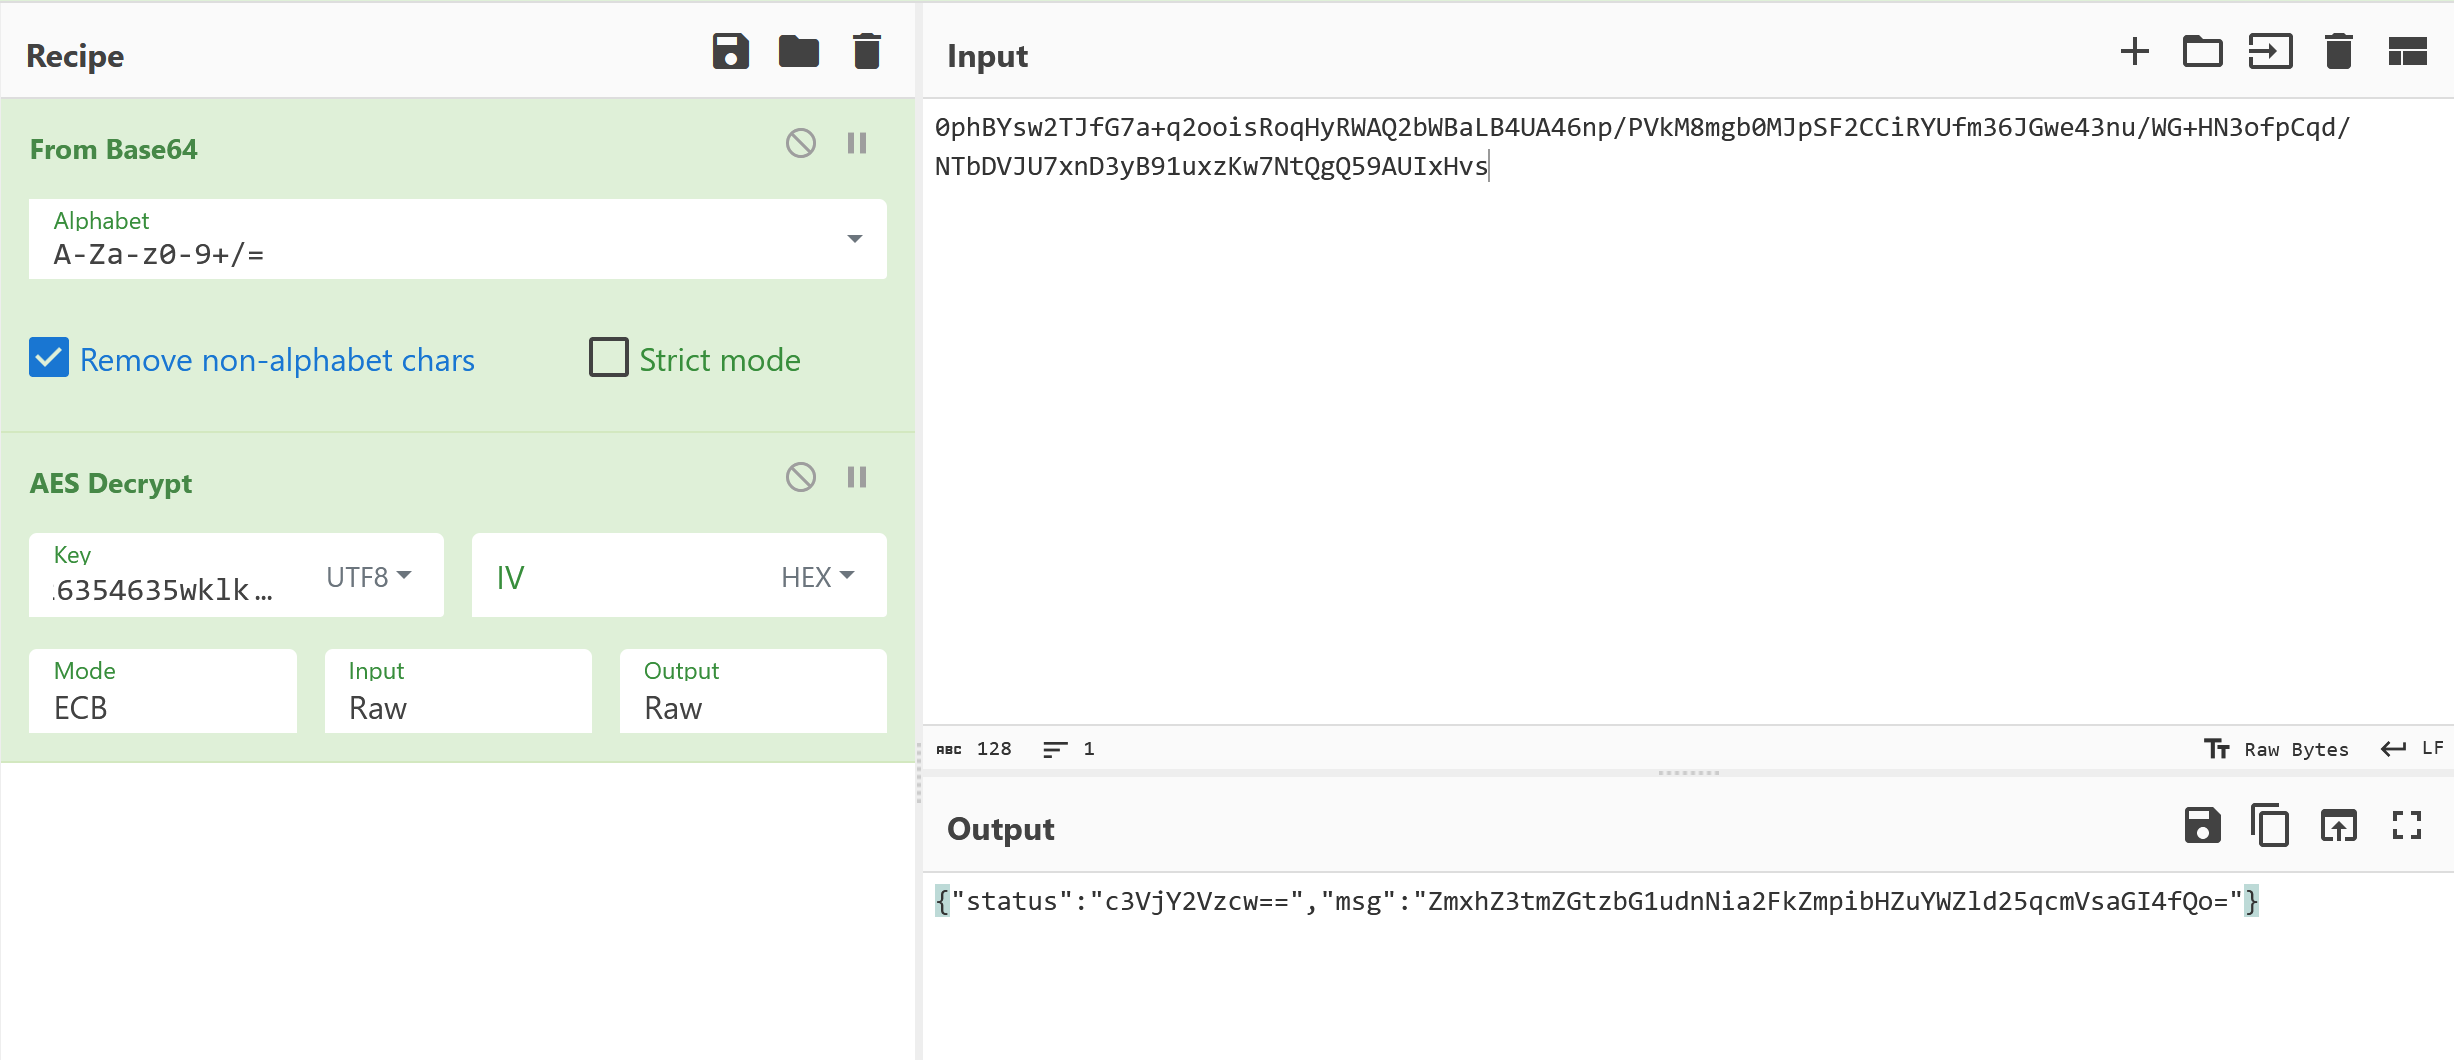 Recipe
From Base64
Alphabet
A-Za-z0-9+/=
Remove non-alphabet chars
Strict mode
AES Decrypt
Key
6354635wklk…
UTF8
IV
HEX
Mode
ECB
Input
Raw
Output
Raw
Input
0phBYsw2TJfG7a+q2ooisRoqHyRWAQ2bWBaLB4UA46np/PVkM8mgb0MJpSF2CCiRYUfm36JGwe43nu/WG+HN3ofpCqd/
NTbDVJU7xnD3yB91uxzKw7NtQgQ59AUIxHvs
ABC 128
1
Raw Bytes
LF
Output
{"status":"c3VjY2Vzcw==","msg":"ZmxhZ3tmZGtzbG1udnNia2FkZmpibHZuYWZld25qcmVsaGI4fQo="}